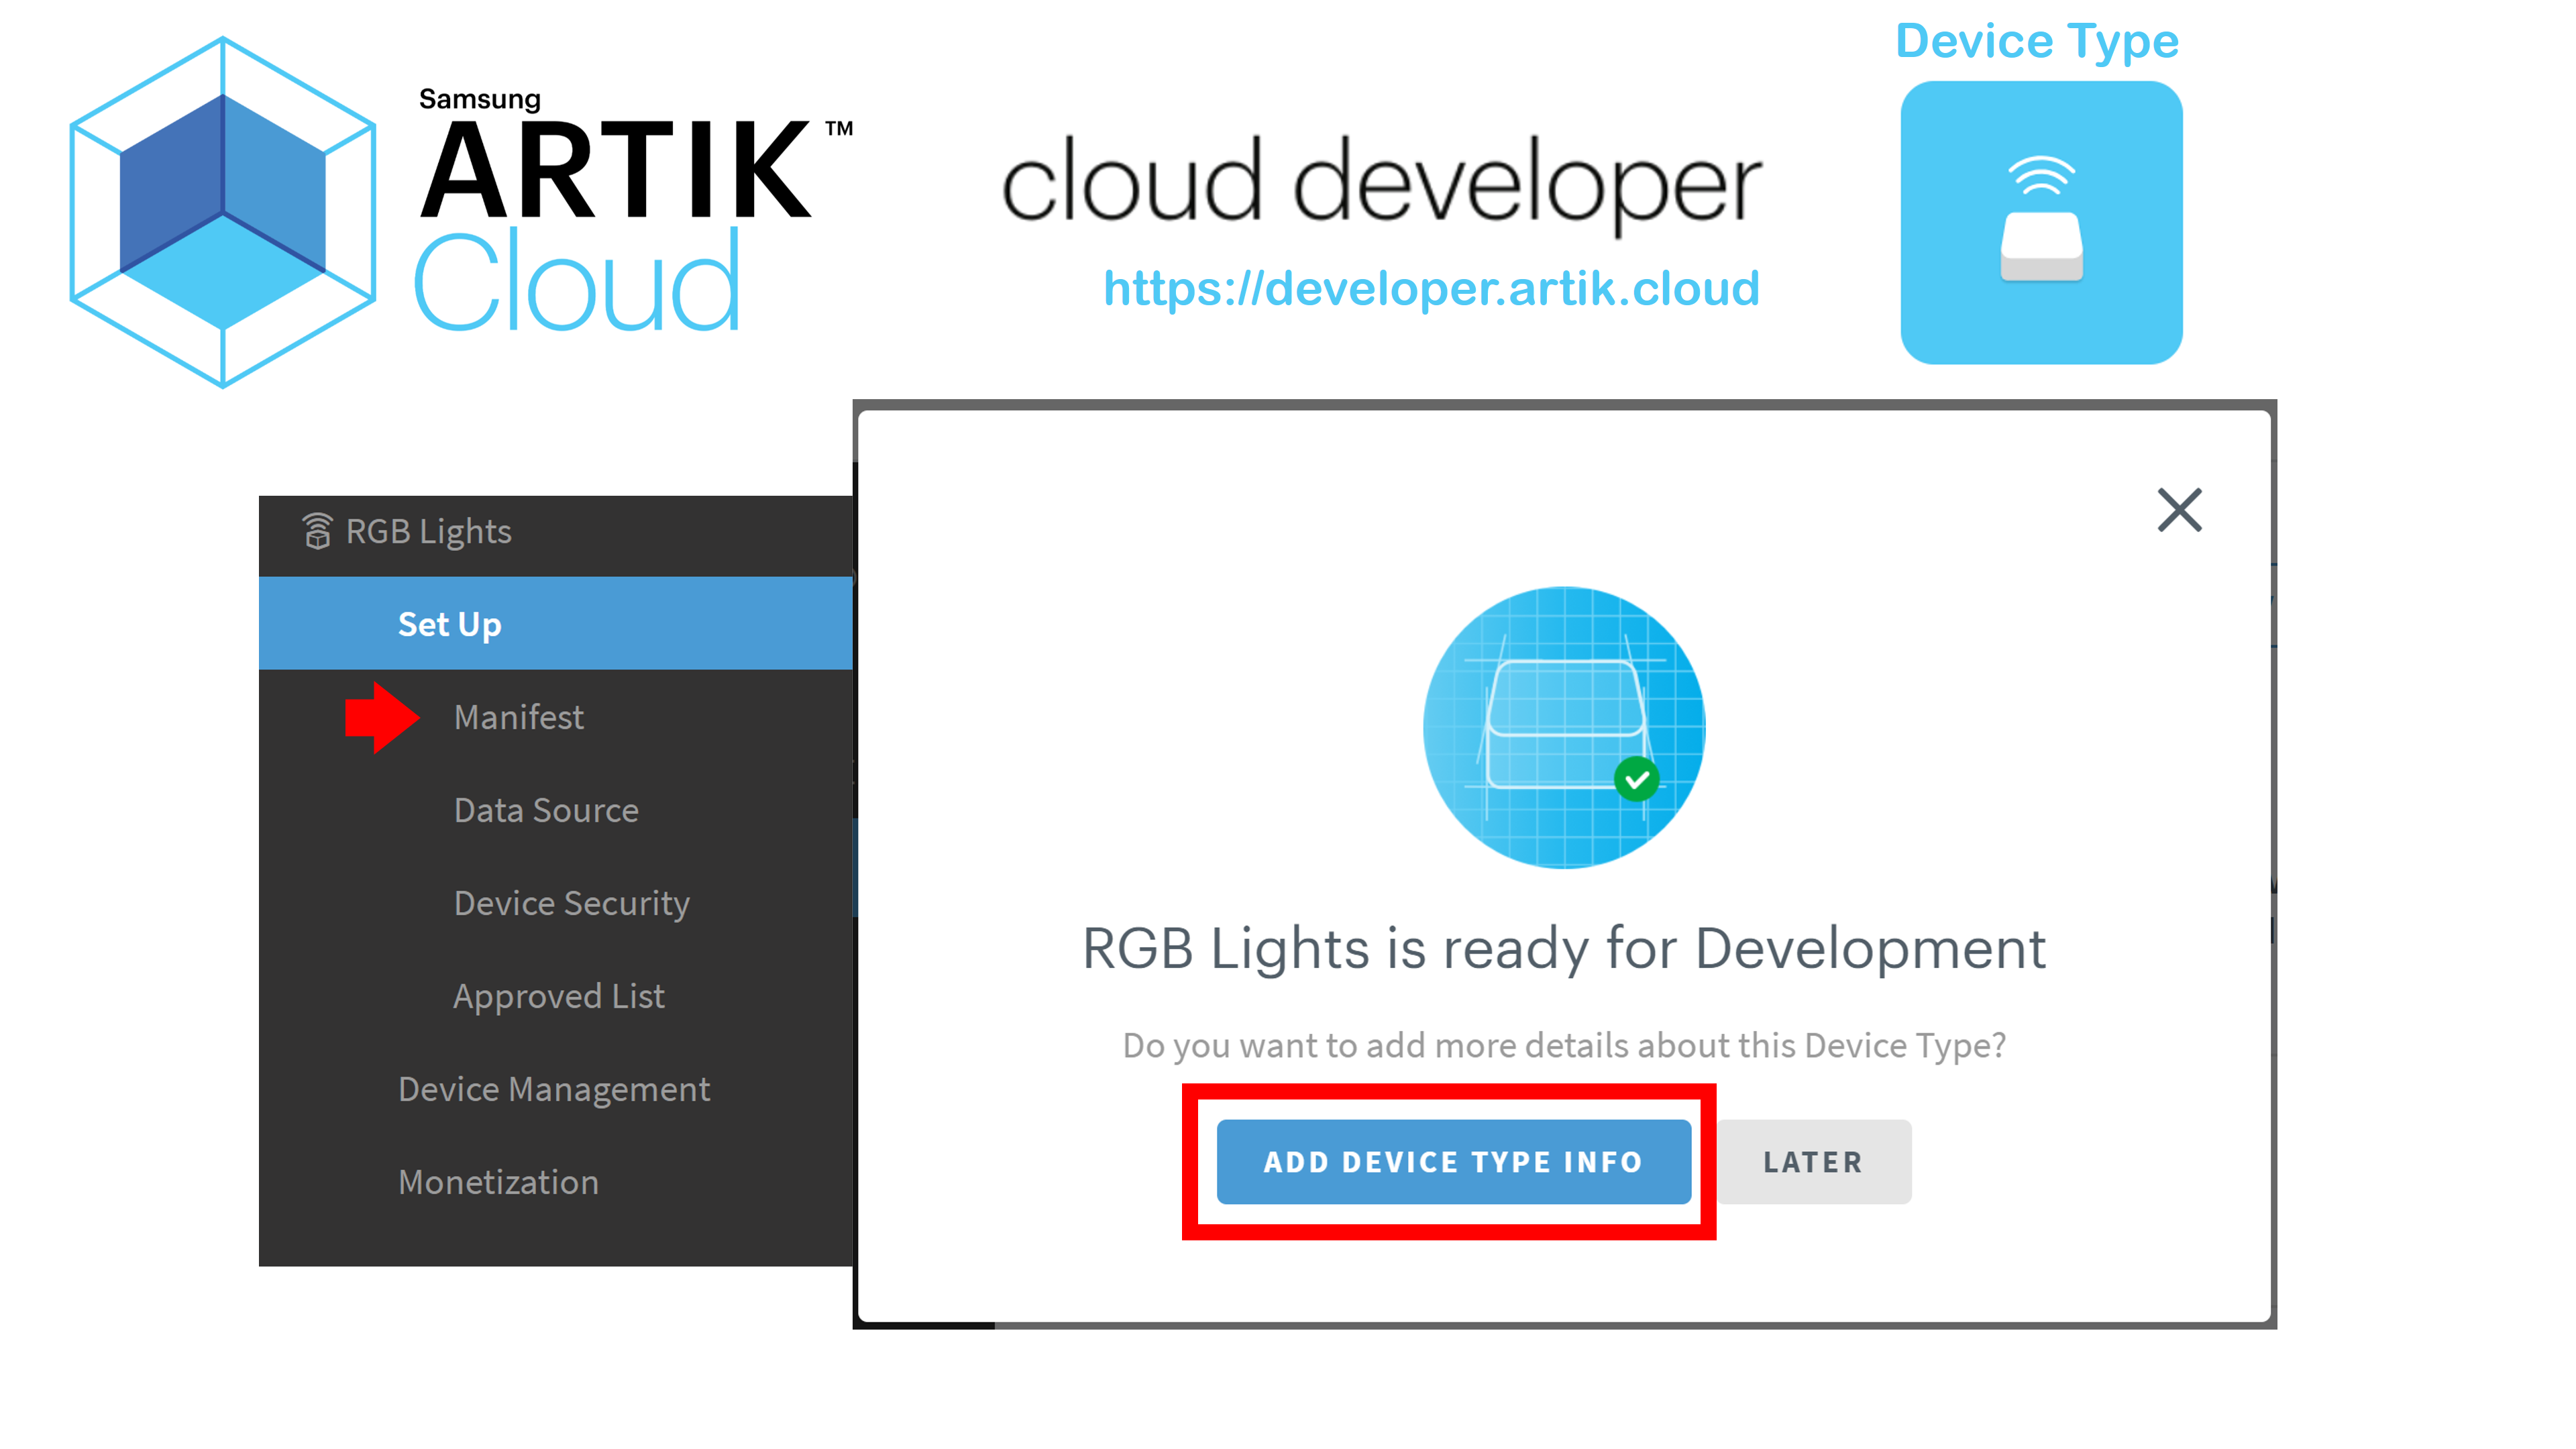 Samsung
ARTIK™
Cloud
cloud developer
https://developer.artik.cloud
Device Type
RGB Lights
Set Up
Manifest
Data Source
Device Security
Approved List
Device Management
Monetization
RGB Lights is ready for Development
Do you want to add more details about this Device Type?
ADD DEVICE TYPE INFO
LATER